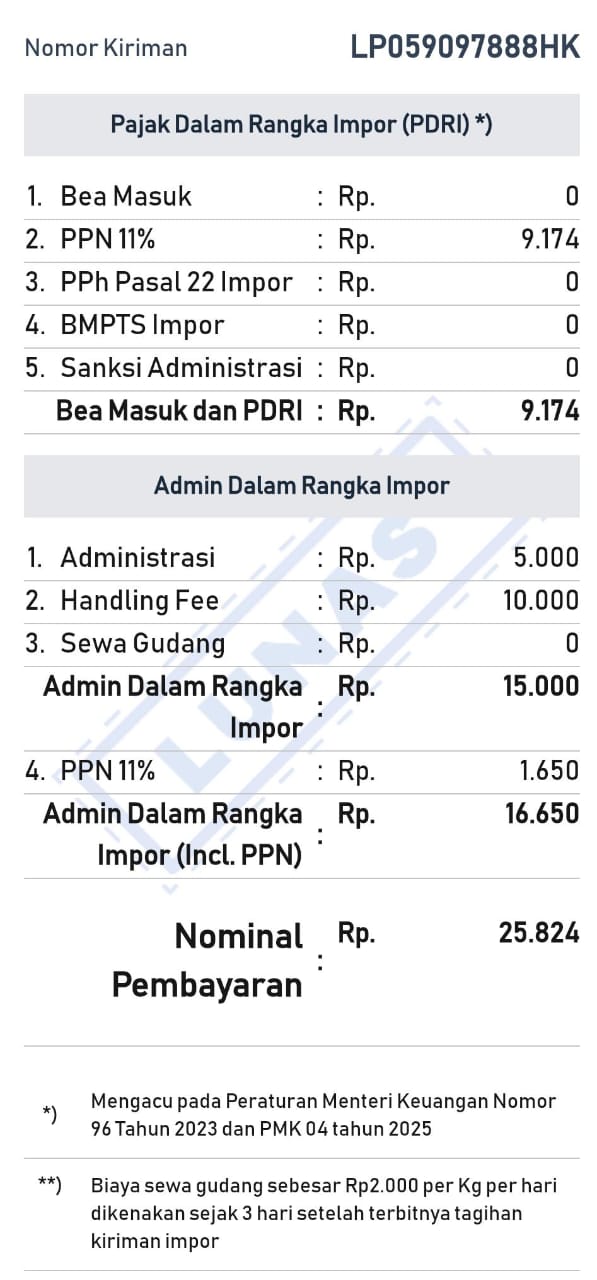 Nomor Kiriman LP059097888HK
Pajak Dalam Rangka Impor (PDRI) *)
1. Bea Masuk : Rp. 0
2. PPN 11% : Rp. 9.174
3. PPh Pasal 22 Impor : Rp. 0
4. BMPTS Impor : Rp. 0
5. Sanksi Administrasi : Rp. 0
Bea Masuk dan PDRI : Rp. 9.174
Admin Dalam Rangka Impor
1. Administrasi : Rp. 5.000
2. Handling Fee : Rp. 10.000
3. Sewa Gudang : Rp. 0
Admin Dalam Rangka : Rp. 15.000
Impor
4. PPN 11% : Rp. 1.650
Admin Dalam Rangka : Rp. 16.650
Impor (Incl. PPN)
LUNAS
Nominal : Rp. 25.824
Pembayaran
*) Mengacu pada Peraturan Menteri Keuangan Nomor
96 Tahun 2023 dan PMK 04 tahun 2025
**) Biaya sewa gudang sebesar Rp2.000 per Kg per hari
dikenakan sejak 3 hari setelah terbitnya tagihan
kiriman impor